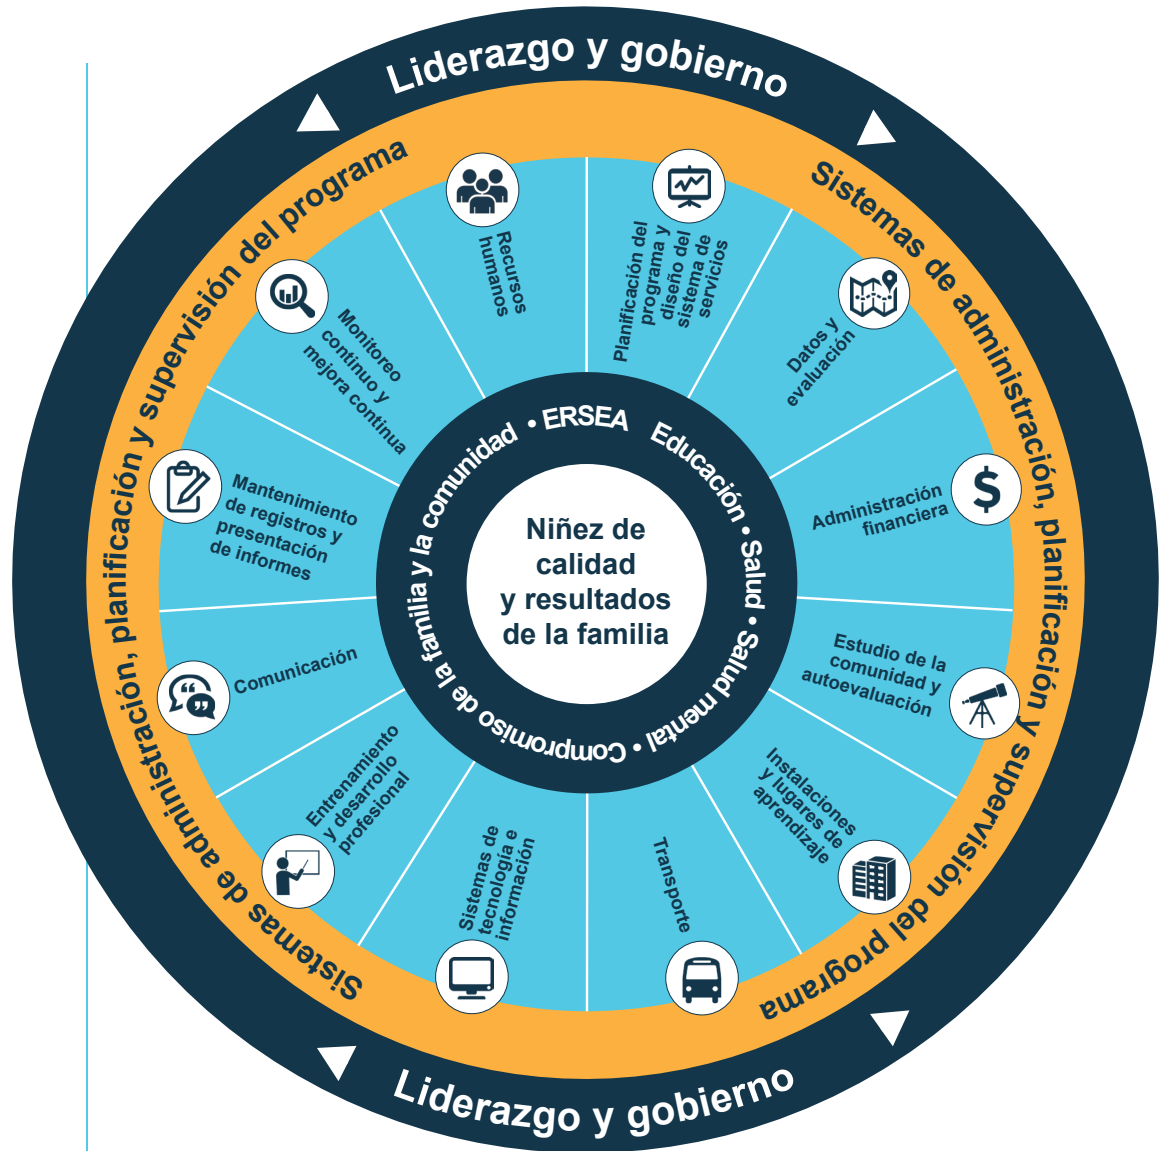 Liderazgo y gobierno
Sistemas de administración, planificación y supervisión del programa
Sistemas de administración, planificación y supervisión del programa
Planificación del
programa y
diseño del
sistema de
servicios
Datos y
evaluación
Administración
financiera
Estudio de la
comunidad y
autoevaluación
Instalaciones
y lugares de
aprendizaje
Transporte
Sistemas de
tecnología e
información
Entrenamiento
y desarrollo
profesional
Comunicación
Mantenimiento
de registros y
presentación
de informes
Monitoreo
continuo y
mejora continua
Recursos
humanos
Educación • Salud • Salud mental • Compromiso de la familia y la comunidad • ERSEA
Niñez de
calidad
y resultados
de la familia
Liderazgo y gobierno